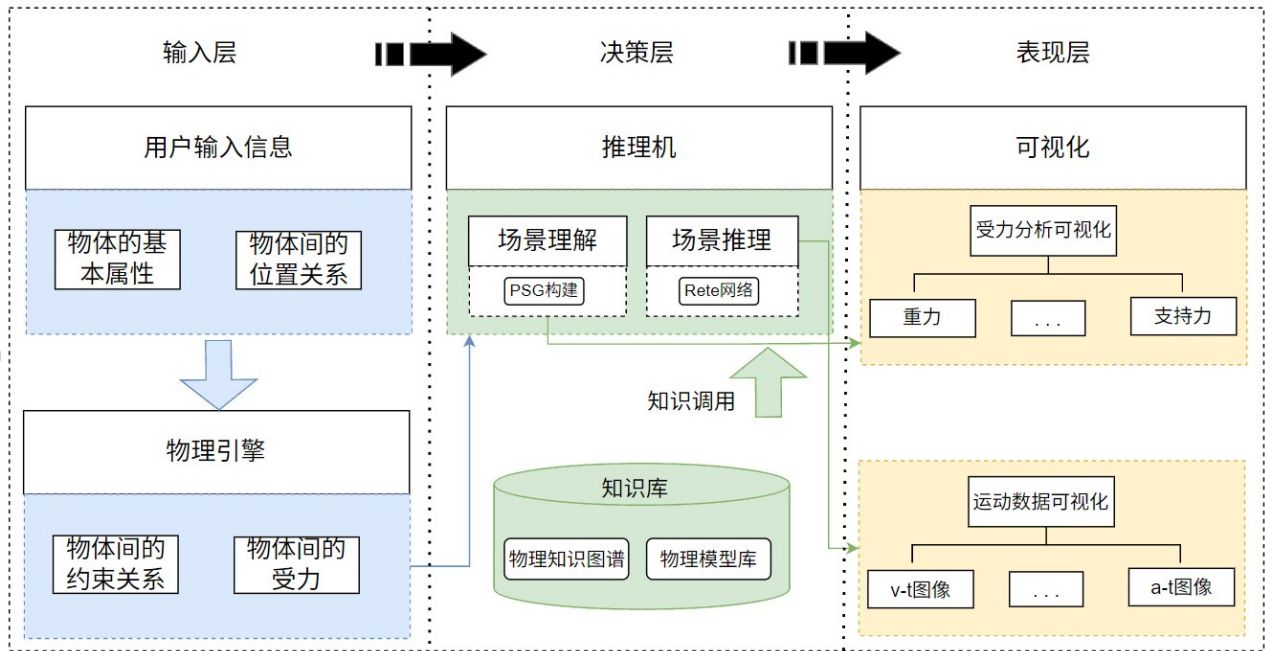 输入层
决策层
表现层
用户输入信息
物体的基
本属性
物体间的
位置关系
物理引擎
物体间的
约束关系
物体间的
受力
推理机
场景理解
PSG构建
场景推理
Rete网络
知识调用
知识库
物理知识图谱
物理模型库
可视化
受力分析可视化
重力
...
支持力
运动数据可视化
v-t图像
...
a-t图像